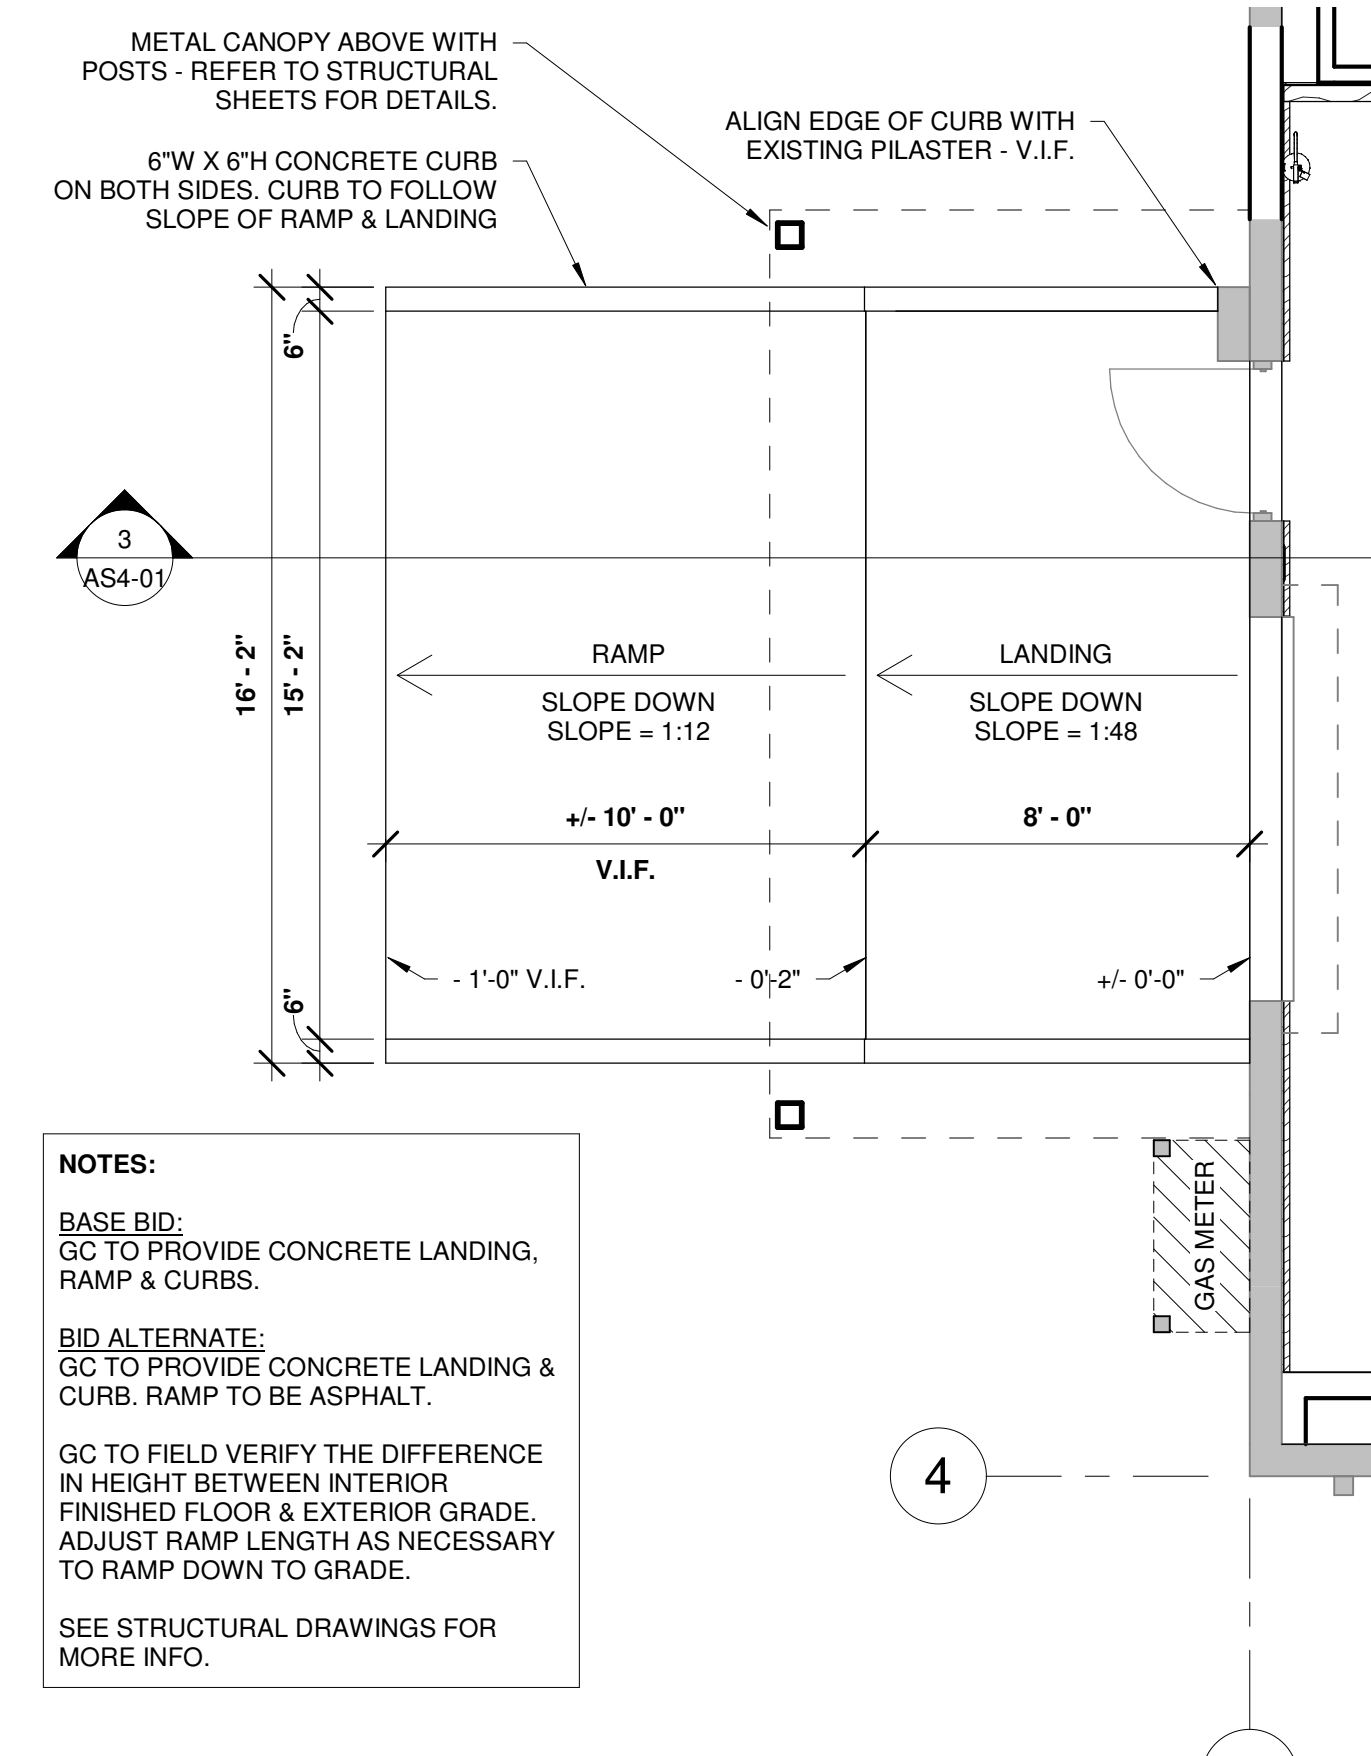 METAL CANOPY ABOVE WITH
POSTS - REFER TO STRUCTURAL
SHEETS FOR DETAILS.
ALIGN EDGE OF CURB WITH
EXISTING PILASTER - V.I.F.
6"W X 6"H CONCRETE CURB
ON BOTH SIDES. CURB TO FOLLOW
SLOPE OF RAMP & LANDING
6"
3
AS4-01
16' - 2"
15' - 2"
RAMP
SLOPE DOWN
SLOPE = 1:12
LANDING
SLOPE DOWN
SLOPE = 1:48
+/- 10' - 0"
V.I.F.
8' - 0"
- 1'-0" V.I.F.
- 0'-2"
+/- 0'-0"
6"
GAS METER
NOTES:
BASE BID:
GC TO PROVIDE CONCRETE LANDING,
RAMP & CURBS.
BID ALTERNATE:
GC TO PROVIDE CONCRETE LANDING &
CURB. RAMP TO BE ASPHALT.
GC TO FIELD VERIFY THE DIFFERENCE
IN HEIGHT BETWEEN INTERIOR
FINISHED FLOOR & EXTERIOR GRADE.
ADJUST RAMP LENGTH AS NECESSARY
TO RAMP DOWN TO GRADE.
SEE STRUCTURAL DRAWINGS FOR
MORE INFO.
4